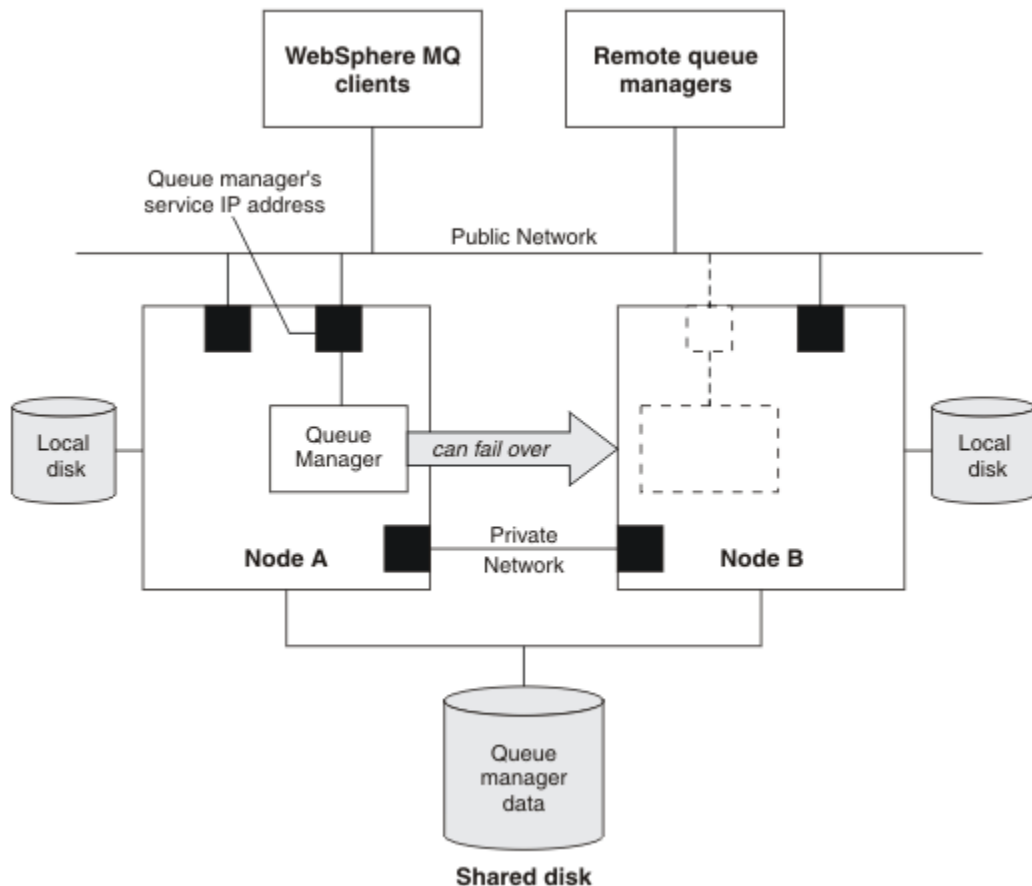 WebSphere MQ
clients
Remote queue
managers
Queue manager's
service IP address
Public Network
Local
disk
Queue
Manager
can fail over
Local
disk
Private
Network
Node A
Node B
Queue
manager
data
Shared disk